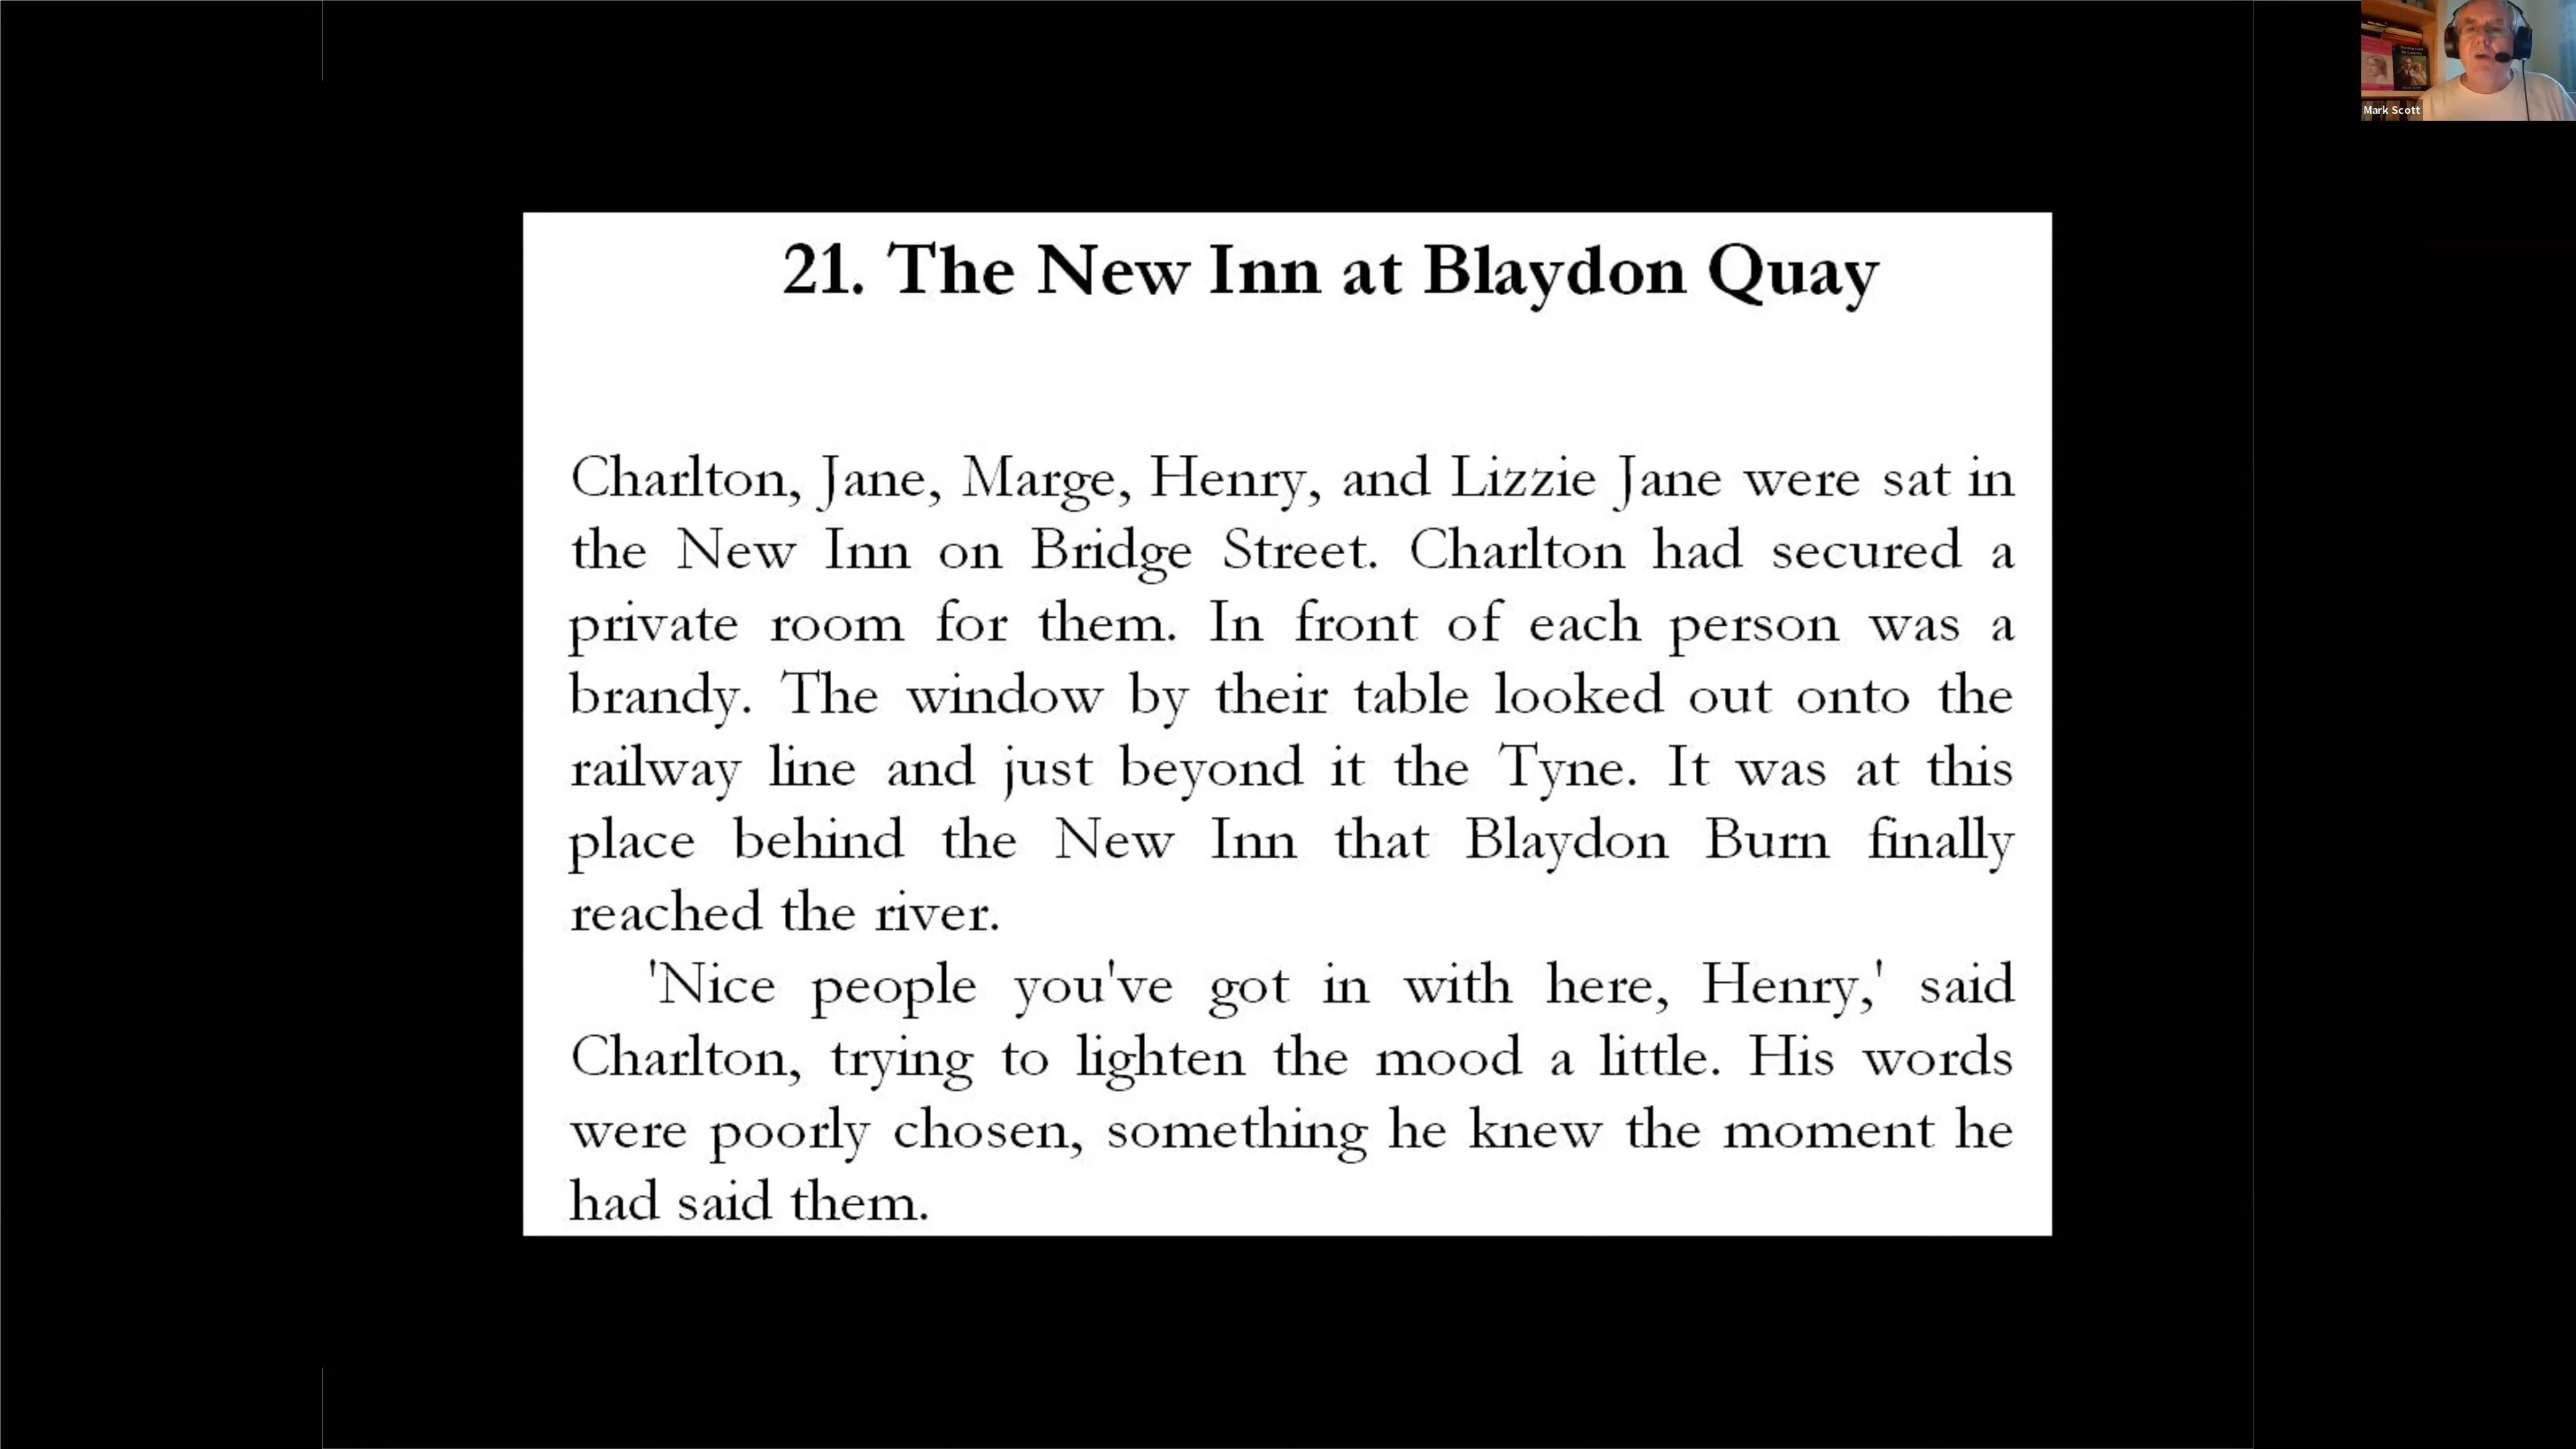 21. The New Inn at Blaydon Quay
Charlton, Jane, Marge, Henry, and Lizzie Jane were sat in
the New Inn on Bridge Street. Charlton had secured a
private room for them. In front of each person was a
brandy. The window by their table looked out onto the
railway line and just beyond it the Tyne. It was at this
place behind the New Inn that Blaydon Burn finally
reached the river.
'Nice people you've got in with here, Henry,' said
Charlton, trying to lighten the mood a little. His words
were poorly chosen, something he knew the moment he
had said them.
Mark Scott